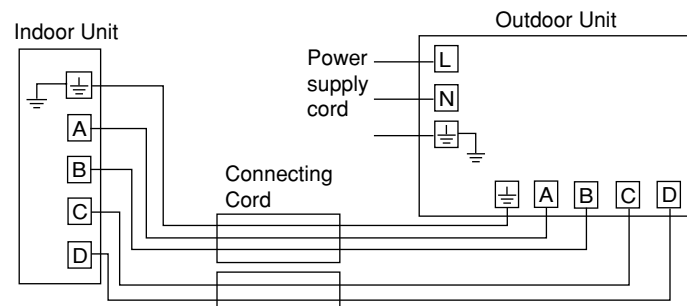 Indoor Unit
A
B
C
D
Connecting
Cord
Outdoor Unit
Power
supply
cord
L
N
A
B
C
D